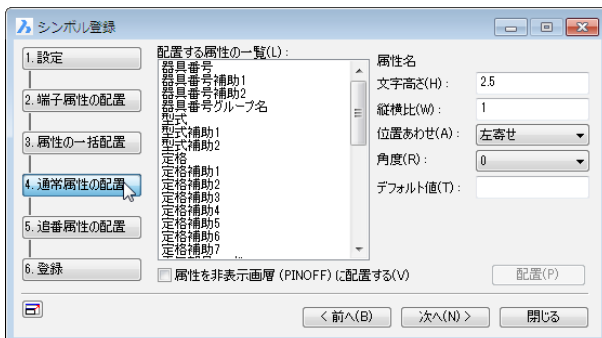 シンボル登録
1. 設定
2. 端子属性の配置
3. 属性の一括配置
4. 通常属性の配置
5. 追番属性の配置
6. 登録
配置する属性の一覧(L):
器具番号
器具番号補助1
器具番号補助2
器具番号グループ名
型式
型式補助1
型式補助2
定格
定格補助1
定格補助2
定格補助3
定格補助4
定格補助5
定格補助6
定格補助7
属性を非表示画層 (PINOFF) に配置する(V)
属性名
文字高さ(H): 2.5
縦横比(W): 1
位置あわせ(A): 左寄せ
角度(R): 0
デフォルト値(T):
配置(P)
< 前へ(B)
次へ(N) >
閉じる